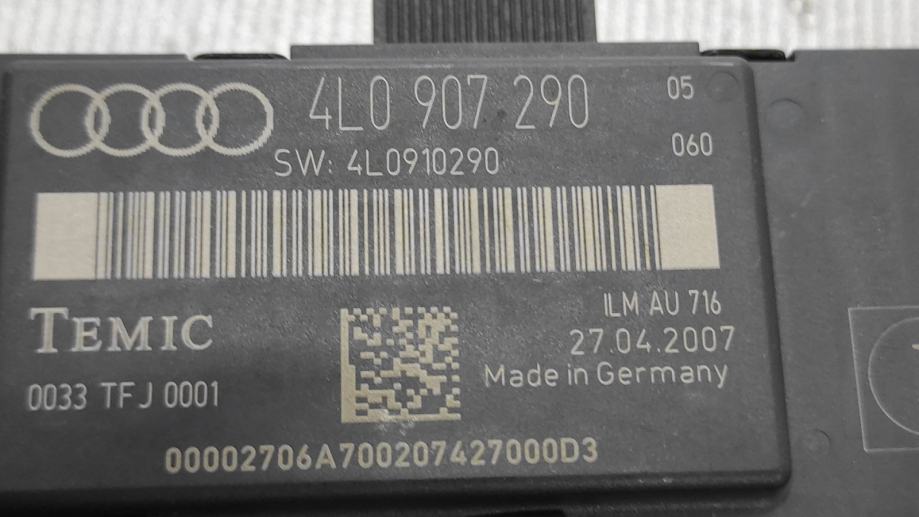 4L0 907 290 05
SW: 4L0910290 060
TEMIC
ILM AU 716
27.04.2007
0033 TFJ 0001
Made in Germany
00002706A700207427000D3